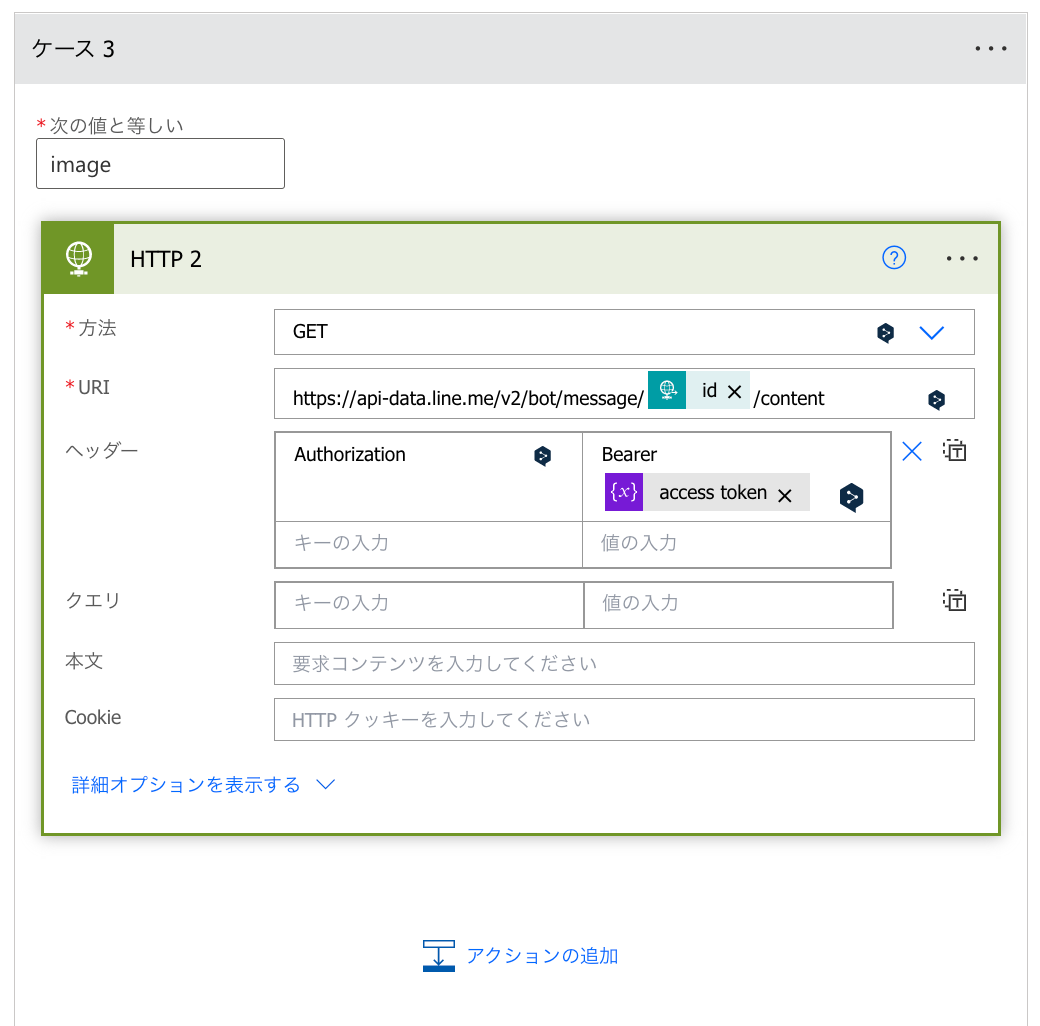 ケース 3
* 次の値と等しい
image
HTTP 2
* 方法
GET
* URI
https://api-data.line.me/v2/bot/message/ id /content
ヘッダー
Authorization
Bearer
{x} access token
キーの入力
値の入力
クエリ
キーの入力
値の入力
本文
要求コンテンツを入力してください
Cookie
HTTP クッキーを入力してください
詳細オプションを表示する
アクションの追加